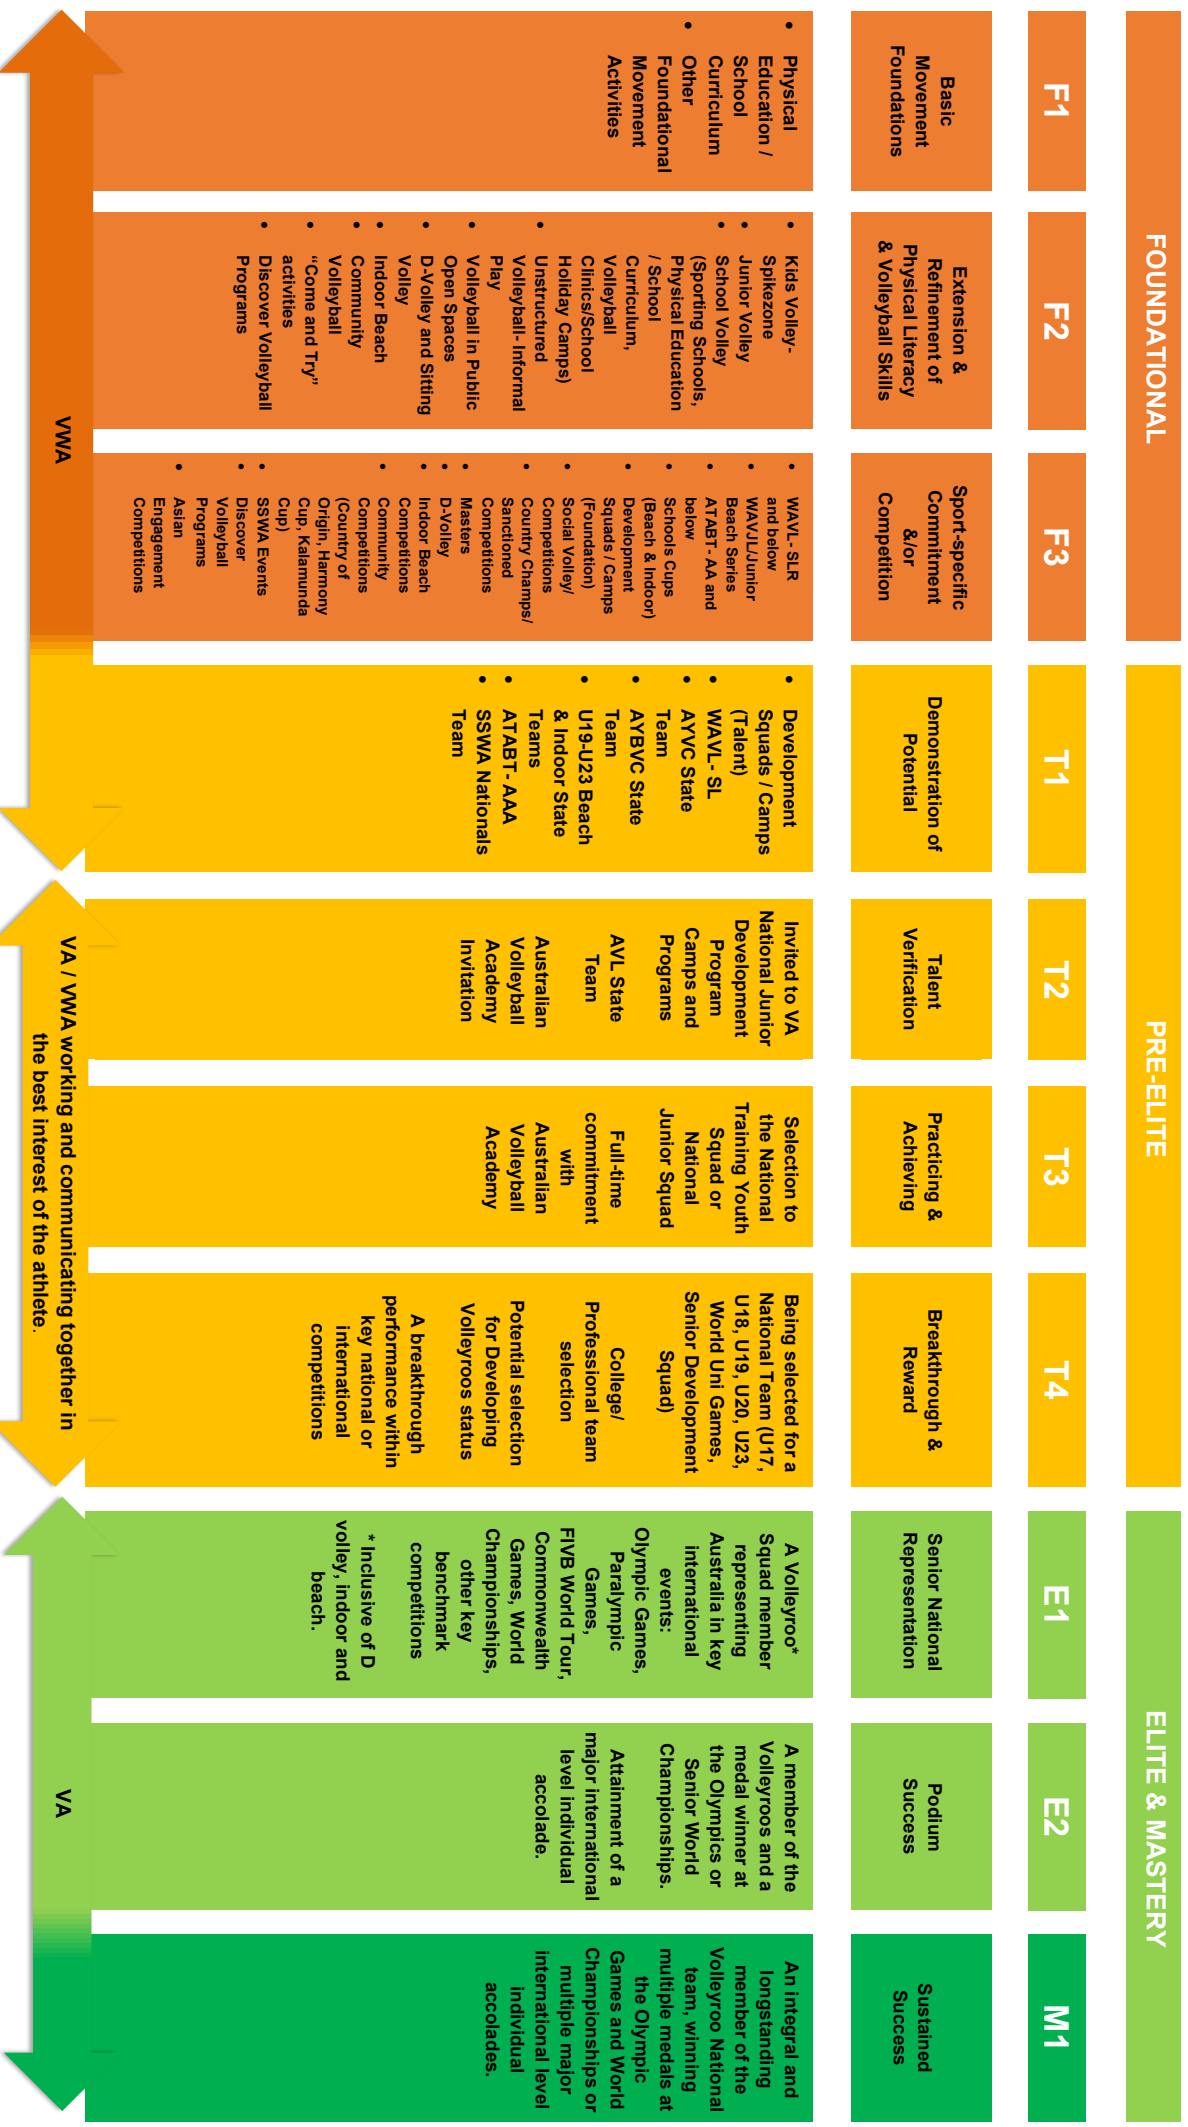 FOUNDATIONAL
PRE-ELITE
ELITE & MASTERY
F1
F2
F3
T1
T2
T3
T4
E1
E2
M1
Basic
Movement
Foundations
Extension &
Refinement of
Physical Literacy
& Volleyball Skills
Sport-specific
Commitment
&/or
Competition
Demonstration of
Potential
Talent
Verification
Practicing &
Achieving
Breakthrough &
Reward
Senior National
Representation
Podium
Success
Sustained
Success
• Physical
Education /
School
Curriculum
• Other
Foundational
Movement
Activities
• Kids Volley-
Spikezone
• Junior Volley
• School Volley
(Sporting Schools,
Physical Education
/ School
Curriculum,
Volleyball
Clinics/School
Holiday Camps)
• Unstructured
Volleyball- Informal
Play
• Volleyball in Public
Open Spaces
• D-Volley and Sitting
Volley
• Indoor Beach
• Community
Volleyball
• “Come and Try”
activities
• Discover Volleyball
Programs
• WAVL- SLR
and below
• WAVJL/Junior
Beach Series
• ATABT- AA and
below
• Schools Cups
(Beach & Indoor)
• Development
Squads / Camps
(Foundation)
• Social Volley/
Competitions
• Country Champs/
Sanctioned
Competitions
• Masters
• D-Volley
• Indoor Beach
Competitions
• Community
Competitions
(Country of
Origin, Harmony
Cup, Kalamunda
Cup)
• SSWA Events
• Discover
Volleyball
Programs
• Asian
Engagement
Competitions
• Development
Squads / Camps
(Talent)
• WAVL- SL
• AYVC State
Team
• AYBVC State
Team
• U19-U23 Beach
& Indoor State
Teams
• ATABT- AAA
• SSWA Nationals
Team
Invited to VA
National Junior
Development
Program
Camps and
Programs
AVL State
Team
Australian
Volleyball
Academy
Invitation
Selection to
the National
Training Youth
Squad or
National
Junior Squad
Full-time
commitment
with
Australian
Volleyball
Academy
Being selected for a
National Team (U17,
U18, U19, U20, U23,
World Uni Games,
Senior Development
Squad)
College/
Professional team
selection
Potential selection
for Developing
Volleyroos status
A breakthrough
performance within
key national or
international
competitions
A Volleyroo*
Squad member
representing
Australia in key
international
events:
Olympic Games,
Paralympic
Games,
FIVB World Tour,
Commonwealth
Games, World
Championships,
other key
benchmark
competitions
* Inclusive of D
volley, indoor and
beach.
A member of the
Volleyroos and a
medal winner at
the Olympics or
Senior World
Championships.
Attainment of a
major international
level individual
accolade.
An integral and
longstanding
member of the
Volleyroo National
team, winning
multiple medals at
the Olympic
Games and World
Championships or
multiple major
international level
individual
accolades.
VWA
VA / VWA working and communicating together in
the best interest of the athlete.
VA